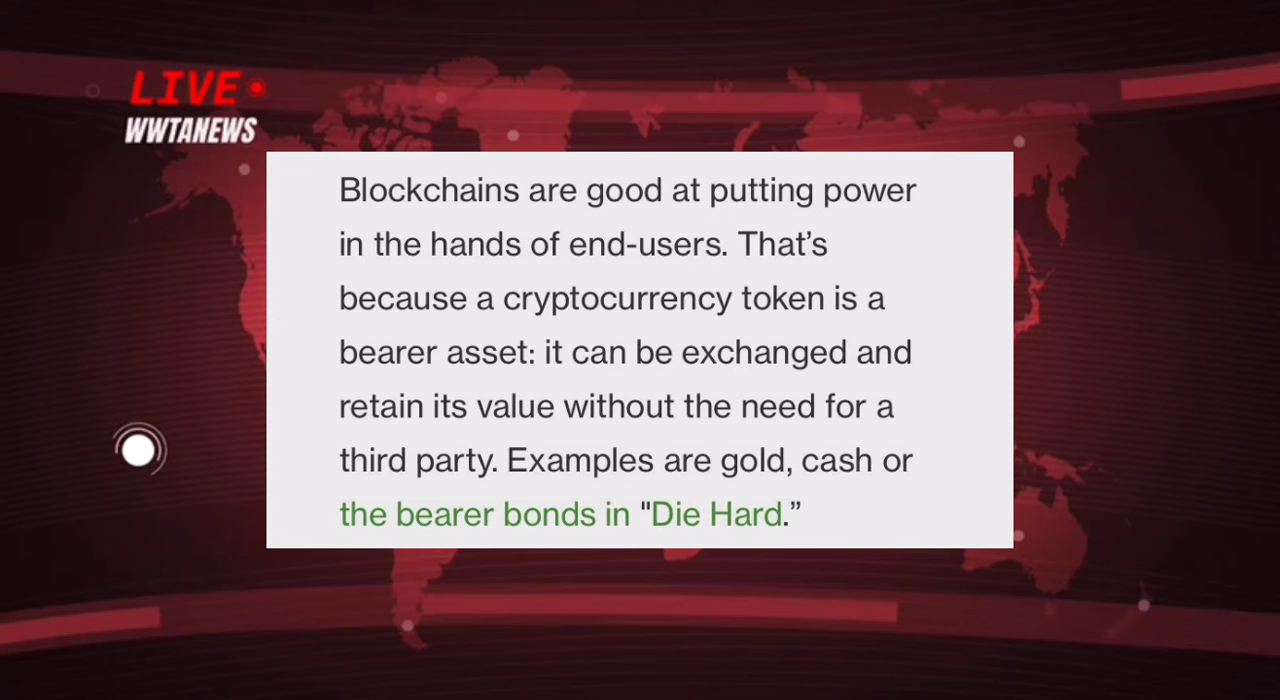 LIVE
WWTANEWS
Blockchains are good at putting power
in the hands of end-users. That’s
because a cryptocurrency token is a
bearer asset: it can be exchanged and
retain its value without the need for a
third party. Examples are gold, cash or
the bearer bonds in "Die Hard.”